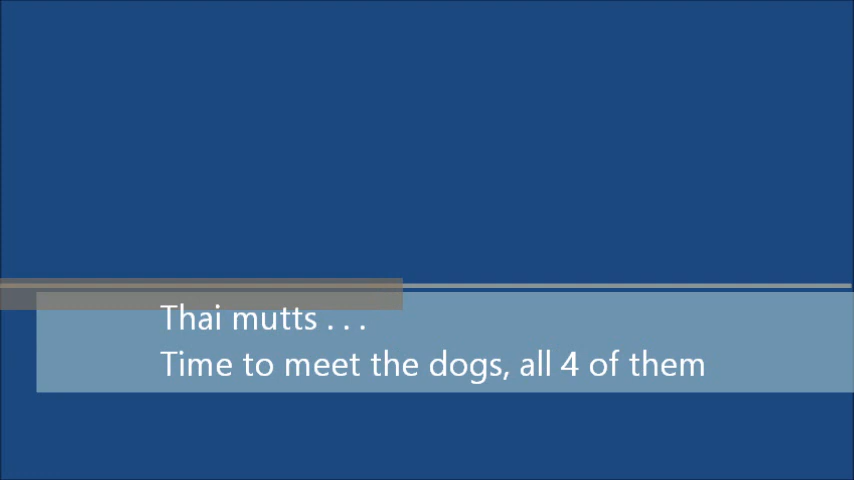 Thai mutts . . .
Time to meet the dogs, all 4 of them